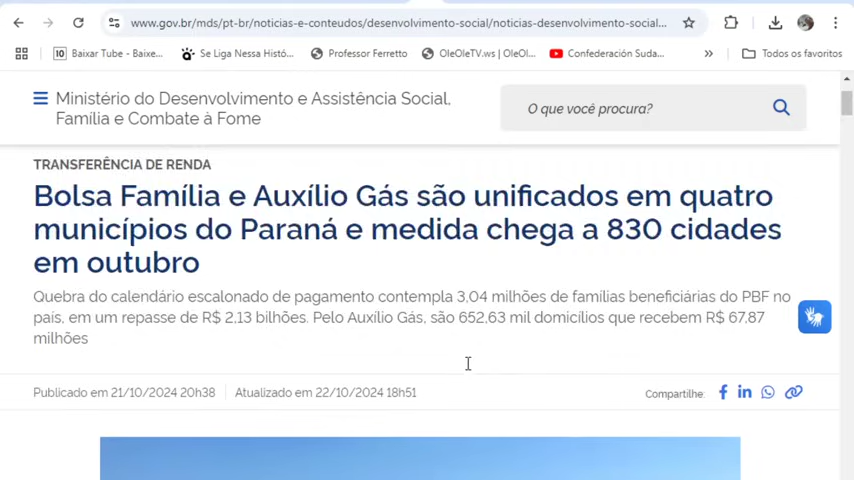 www.gov.br/mds/pt-br/noticias-e-conteudos/desenvolvimento-social/noticias-desenvolvimento-social...
Baixar Tube - Baixe... Se Liga Nessa Histó... Professor Ferretto OleOleTV.ws | OleOl... Confederación Suda... » Todos os favoritos
Ministério do Desenvolvimento e Assistência Social,
Família e Combate à Fome
O que você procura?
TRANSFERÊNCIA DE RENDA
Bolsa Família e Auxílio Gás são unificados em quatro
municípios do Paraná e medida chega a 830 cidades
em outubro
Quebra do calendário escalonado de pagamento contempla 3,04 milhões de famílias beneficiárias do PBF no
país, em um repasse de R$ 2,13 bilhões. Pelo Auxílio Gás, são 652,63 mil domicílios que recebem R$ 67,87
milhões
Publicado em 21/10/2024 20h38 Atualizado em 22/10/2024 18h51 Compartilhe: